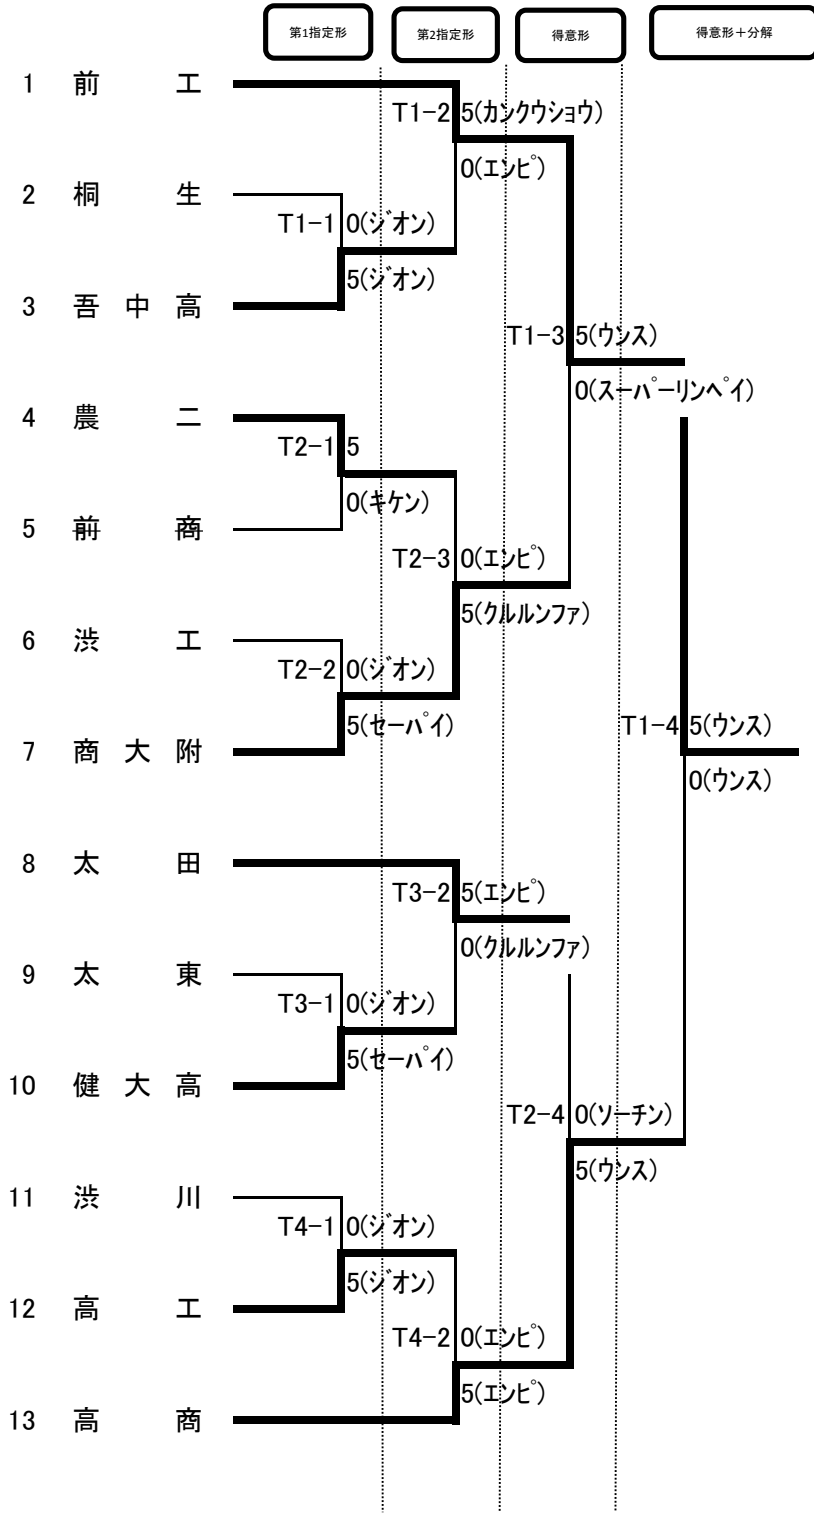 第1指定形 第2指定形 得意形 得意形＋分解
1 前工
T1-2 5(カンクウショウ)
0(エンピ)
2 桐生
T1-1 0(ジオン)
5(ジオン)
3 吾中高
T1-3 5(ウンス)
0(スーパーリンペイ)
4 農二
T2-1 5
0(キケン)
5 前商
T2-3 0(エンピ)
5(クルルンファ)
6 渋工
T2-2 0(ジオン)
5(セーパイ)
7 商大附
T1-4 5(ウンス)
0(ウンス)
8 太田
T3-2 5(エンピ)
0(クルルンファ)
9 太東
T3-1 0(ジオン)
5(セーパイ)
10 健大高
T2-4 0(ソーチン)
5(ウンス)
11 渋川
T4-1 0(ジオン)
5(ジオン)
12 高工
T4-2 0(エンピ)
5(エンピ)
13 高商